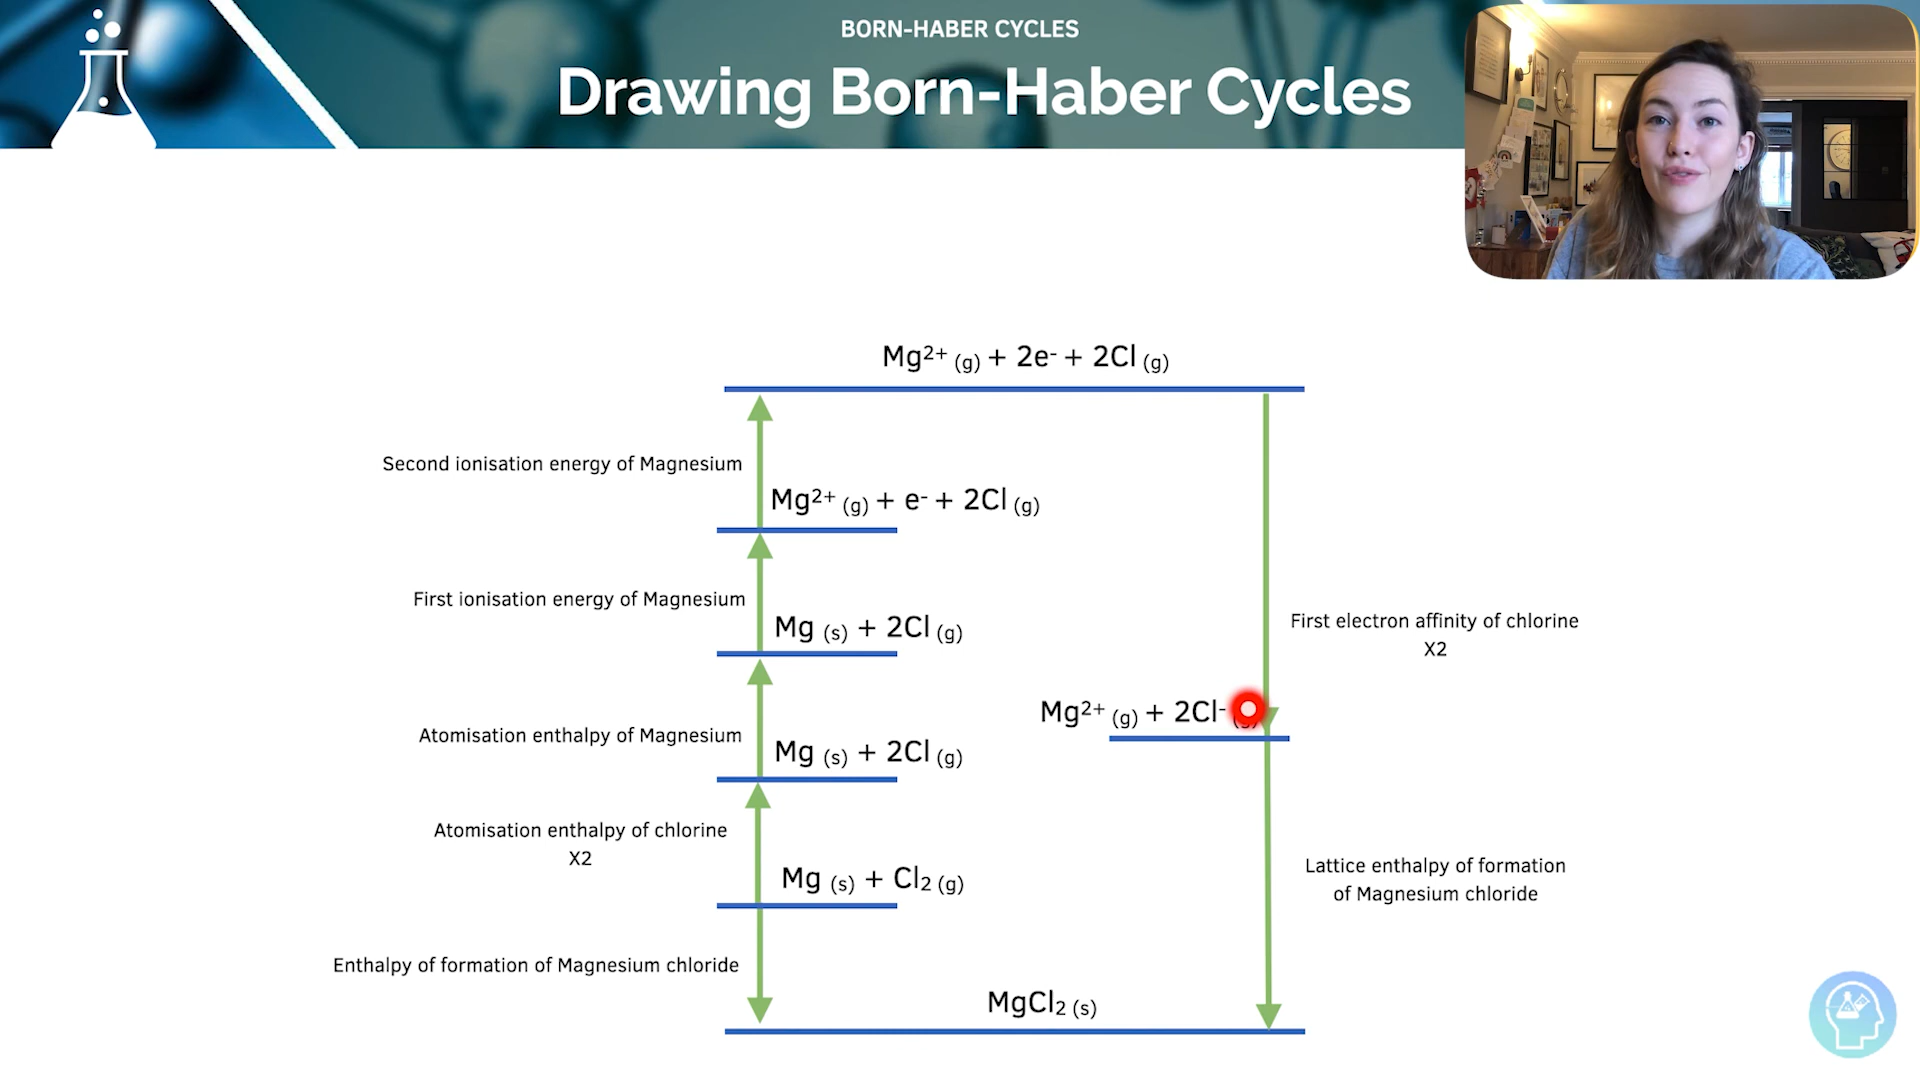 BORN-HABER CYCLES
Drawing Born-Haber Cycles
Mg²⁺ (g) + 2e⁻ + 2Cl (g)
Second ionisation energy of Magnesium
Mg²⁺ (g) + e⁻ + 2Cl (g)
First ionisation energy of Magnesium
Mg (s) + 2Cl (g)
First electron affinity of chlorine
X2
Mg²⁺ (g) + 2Cl⁻
Atomisation enthalpy of Magnesium
Mg (s) + 2Cl (g)
Atomisation enthalpy of chlorine
X2
Mg (s) + Cl₂ (g)
Lattice enthalpy of formation
of Magnesium chloride
Enthalpy of formation of Magnesium chloride
MgCl₂ (s)